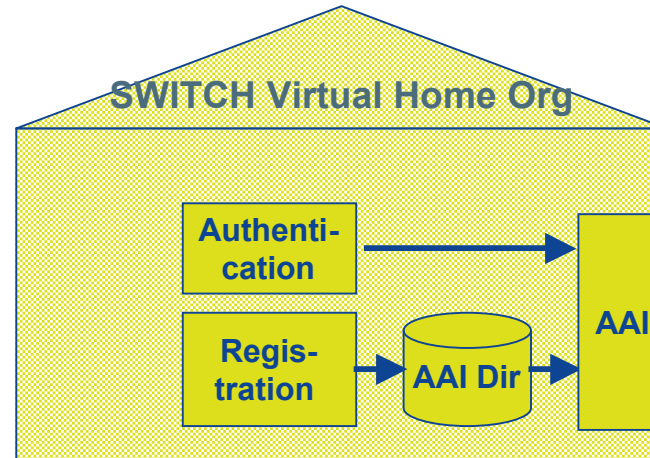 SWITCH Virtual Home Org
Authenti-
cation
Regis-
tration
AAI Dir
AAI